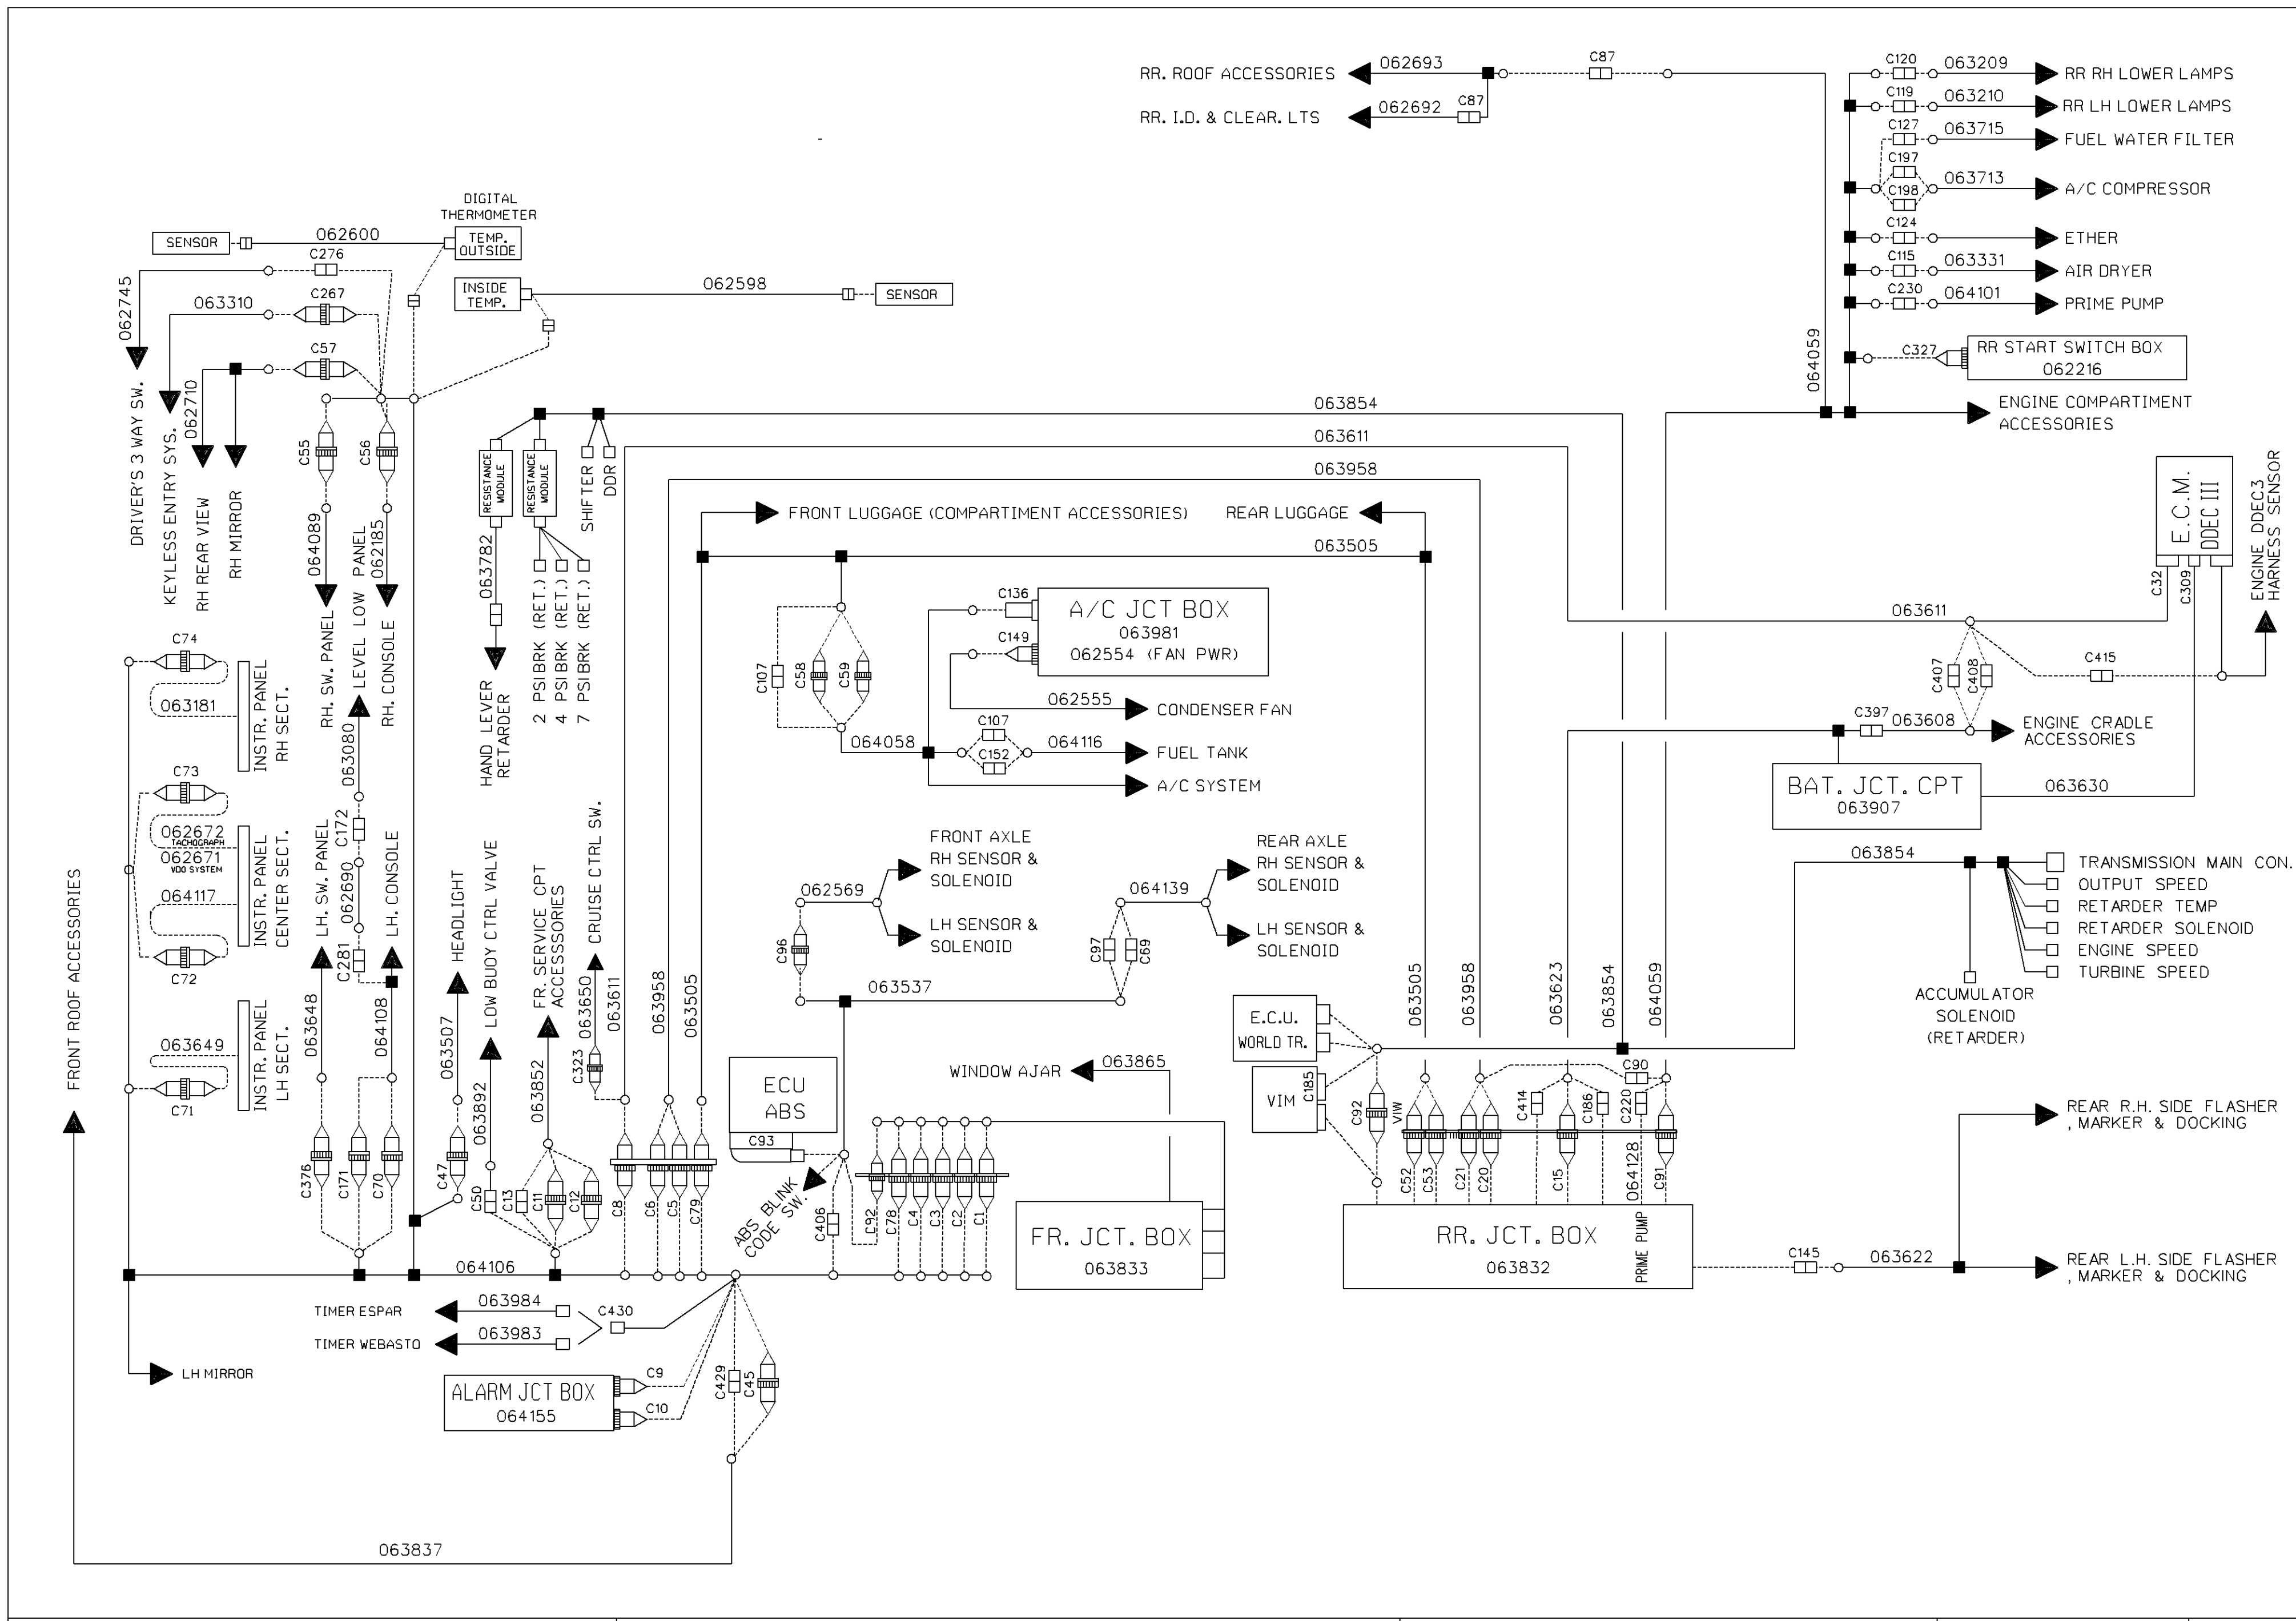 RR. ROOF ACCESSORIES
062693
C87
RR. I.D. & CLEAR. LTS
062692
C87
C120
063209
RR RH LOWER LAMPS
C119
063210
RR LH LOWER LAMPS
C127
063715
FUEL WATER FILTER
C197
C198
063713
A/C COMPRESSOR
C124
ETHER
C115
063331
AIR DRYER
C230
064101
PRIME PUMP
C327
RR START SWITCH BOX
062216
064059
ENGINE COMPARTMENT
ACCESSORIES
DIGITAL
THERMOMETER
SENSOR
062600
TEMP.
OUTSIDE
C276
062745
INSIDE
TEMP.
062598
SENSOR
063310
C267
C57
062710
DRIVER'S 3 WAY SW.
KEYLESS ENTRY SYS.
RH REAR VIEW
RH MIRROR
C55
C56
064089
LEVEL LOW PANEL
062185
RH. SW. PANEL
RH. CONSOLE
RESISTANCE
MODULE
RESISTANCE
MODULE
SHIFTER
DDR
063782
HAND LEVER
RETARDER
2 PSI BRK (RET.)
4 PSI BRK (RET.)
7 PSI BRK (RET.)
063854
063611
063958
FRONT LUGGAGE (COMPARTMENT ACCESSORIES)
REAR LUGGAGE
063505
C107
C58
C59
C136
C149
A/C JCT BOX
063981
062554 (FAN PWR)
062555
CONDENSER FAN
064058
C107
C152
064116
FUEL TANK
A/C SYSTEM
E.C.M.
DDEC III
C32
C309
ENGINE DDEC3
HARNESS SENSOR
063611
C407
C408
C415
C397
063608
ENGINE CRADLE
ACCESSORIES
BAT. JCT. CPT
063907
063630
C74
063181
INSTR. PANEL
RH SECT.
C73
062672
TACHOGRAPH
062671
VDO SYSTEM
064117
C72
INSTR. PANEL
CENTER SECT.
063649
C71
INSTR. PANEL
LH SECT.
FRONT ROOF ACCESSORIES
063080
C172
062690
C281
LH. SW. PANEL
LH. CONSOLE
063648
064108
C376
C171
C70
HEADLIGHT
063507
C47
LOW BUOY CTRL VALVE
063892
C50
FR. SERVICE CPT
ACCESSSORIES
063852
C13
C11
C12
CRUISE CTRL SW.
063650
C323
063611
063958
063505
C8
C6
C5
C79
FRONT AXLE
RH SENSOR &
SOLENOID
062569
LH SENSOR &
SOLENOID
C96
REAR AXLE
RH SENSOR &
SOLENOID
064139
LH SENSOR &
SOLENOID
C97
C69
063537
ECU
ABS
C93
ABS BLINK
CODE SW.
C406
C92
C78
C4
C3
C2
C1
WINDOW AJAR
063865
FR. JCT. BOX
063833
E.C.U.
WORLD TR.
VIM
C185
C92
VIW
063505
063958
063623
063854
064059
C52
C53
C21
C20
C414
C15
C186
C220
C90
C91
064128
RR. JCT. BOX
063832
PRIME PUMP
063854
TRANSMISSION MAIN CON.
OUTPUT SPEED
RETARDER TEMP
RETARDER SOLENOID
ENGINE SPEED
TURBINE SPEED
ACCUMULATOR
SOLENOID
(RETARDER)
REAR R.H. SIDE FLASHER
, MARKER & DOCKING
C145
063622
REAR L.H. SIDE FLASHER
, MARKER & DOCKING
064106
TIMER ESPAR
063984
C430
TIMER WEBASTO
063983
LH MIRROR
ALARM JCT BOX
064155
C9
C10
C429
C45
063837